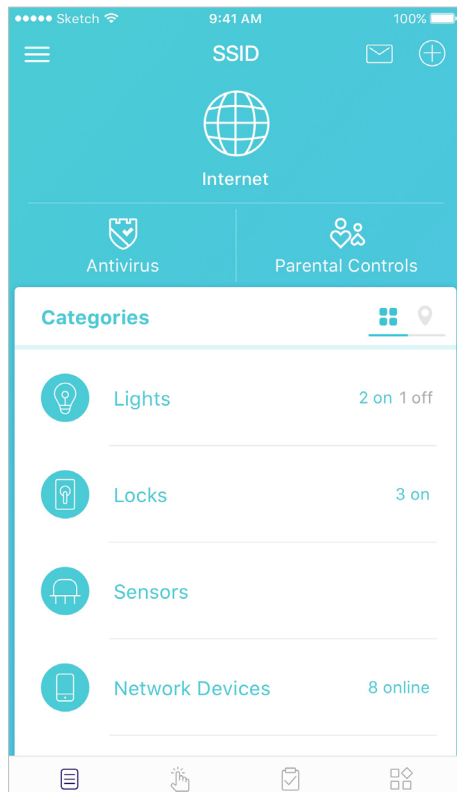 Sketch 9:41 AM 100%
SSID
Internet
Antivirus Parental Controls
Categories
Lights 2 on 1 off
Locks 3 on
Sensors
Network Devices 8 online